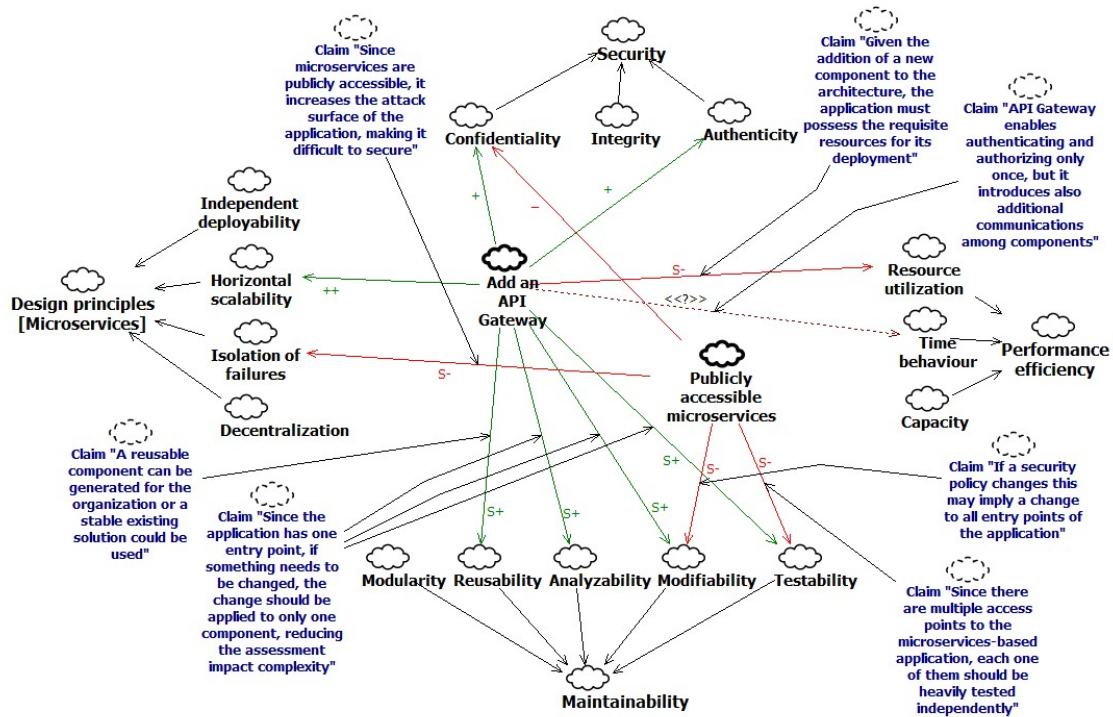 Claim "Since
microservices are
publicly accessible, it
increases the attack
surface of the
application, making it
difficult to secure"
Security
Claim "Given the
addition of a new
component to the
architecture, the
application must
possess the requisite
resources for its
deployment"
Claim "API Gateway
enables
authenticating and
authorizing only
once, but it
introduces also
additional
communications
among components"
Confidentiality
Integrity
Authenticity
+
−
+
Independent
deployability
Design principles
[Microservices]
Horizontal
scalability
++
Add an
API
Gateway
S-
<<?>>
Resource
utilization
Time
behaviour
Performance
efficiency
Capacity
Isolation of
failures
S-
Publicly
accessible
microservices
Decentralization
Claim "A reusable
component can be
generated for the
organization or a
stable existing
solution could be
used"
Claim "Since the
application has one
entry point, if
something needs to
be changed, the
change should be
applied to only one
component, reducing
the assessment
impact complexity"
S+
S-
S-
S+
S+
S+
Claim "If a security
policy changes this
may imply a change
to all entry points of
the application"
Modularity
Reusability
Analyzability
Modifiability
Testability
Claim "Since there
are multiple access
points to the
microservices-based
application, each one
of them should be
heavily tested
independently"
Maintainability